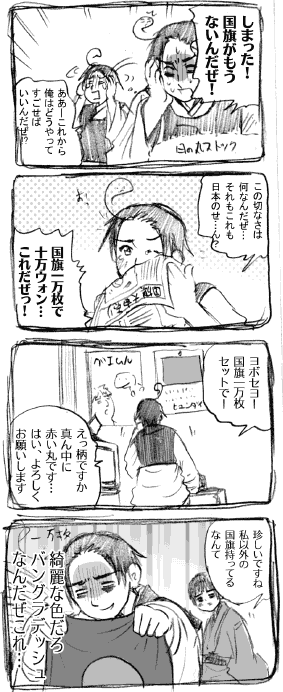 しまった!
国旗がもう
ないんだぜ!
ああーこれから
俺はどうやって
すごせば
いいんだぜ!?
日の丸ストック
この切なさは
何なんだぜ…
それもこれも
日本のせ…ん?
国旗一万枚で
十万ウォン…
これだぜっ!
ヨボセヨー
国旗一万枚
セットでー
えっ柄ですか
真ん中に
赤い丸です…
はい、よろしく
お願いします
珍しいですね
私以外の
国旗持ってる
なんて
一万枚
綺麗な色だろ
バングラデッシュ
なんだぜこれ…